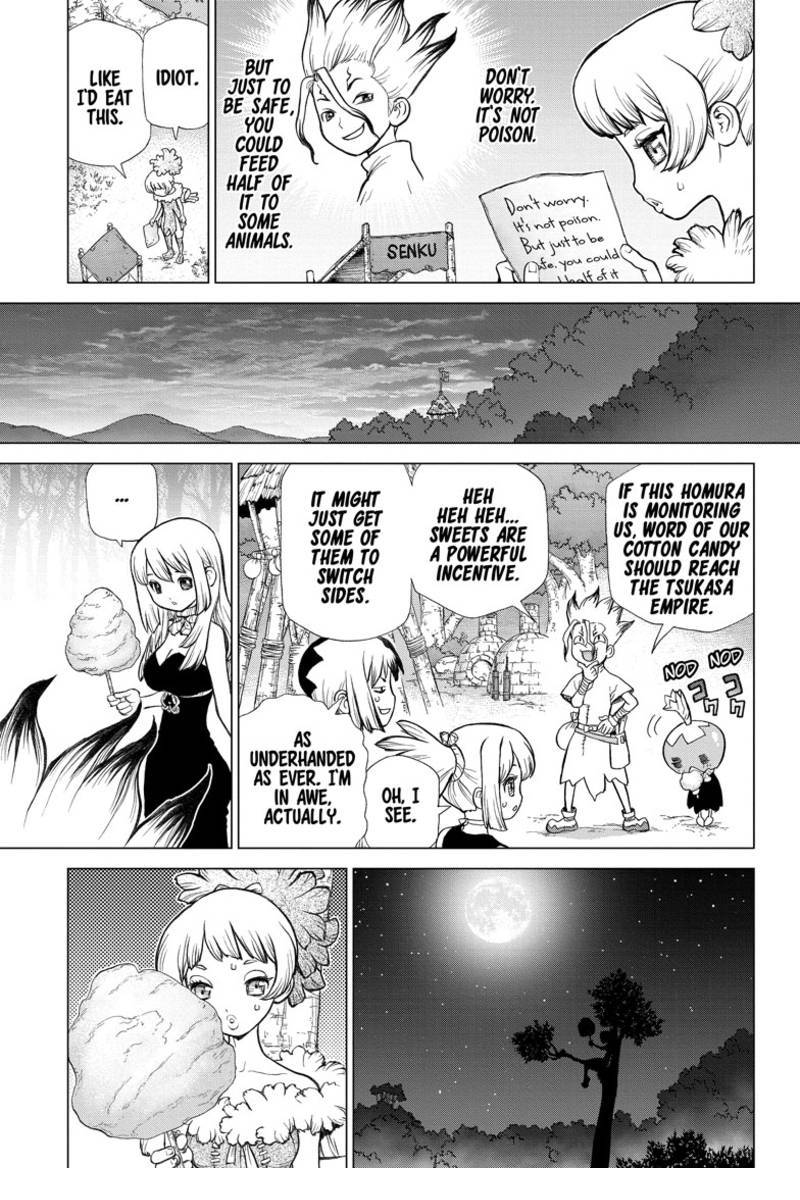 DON'T
WORRY.
IT'S NOT
POISON.
BUT
JUST TO
BE SAFE,
YOU
COULD
FEED
HALF OF
IT TO
SOME
ANIMALS.
Don't worry.
It's not poison.
But just to be
safe, you could
half of it
SENKU
IDIOT.
LIKE
I'D EAT
THIS.
IF THIS HOMURA
IS MONITORING
US, WORD OF OUR
COTTON CANDY
SHOULD REACH
THE TSUKASA
EMPIRE.
NOD NOD
コクコク
HEH
HEH HEH...
SWEETS ARE
A POWERFUL
INCENTIVE.
IT MIGHT
JUST GET
SOME OF
THEM TO
SWITCH
SIDES.
OH, I
SEE.
AS
UNDERHANDED
AS EVER. I'M
IN AWE,
ACTUALLY.
...